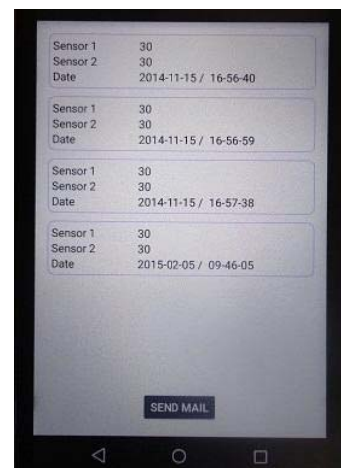 Sensor 1 30
Sensor 2 30
Date 2014-11-15 / 16-56-40
Sensor 1 30
Sensor 2 30
Date 2014-11-15 / 16-56-59
Sensor 1 30
Sensor 2 30
Date 2014-11-15 / 16-57-38
Sensor 1 30
Sensor 2 30
Date 2015-02-05 / 09-46-05
SEND MAIL